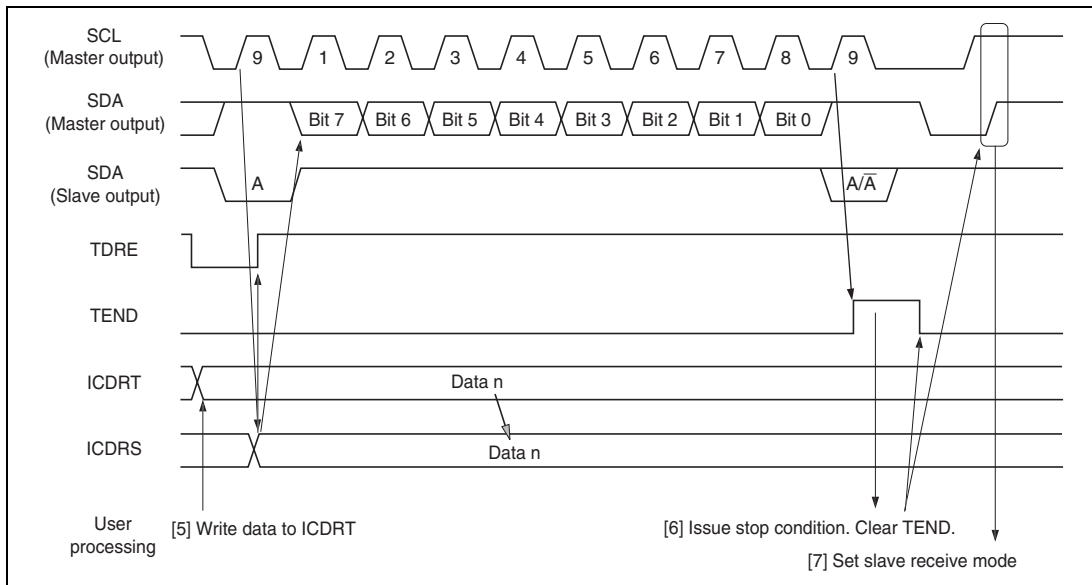 SCL
(Master output)
9 1 2 3 4 5 6 7 8 9
SDA
(Master output)
Bit 7 Bit 6 Bit 5 Bit 4 Bit 3 Bit 2 Bit 1 Bit 0
SDA
(Slave output)
A A/A̅
TDRE
TEND
ICDRT
Data n
ICDRS
Data n
User
processing
[5] Write data to ICDRT
[6] Issue stop condition. Clear TEND.
[7] Set slave receive mode